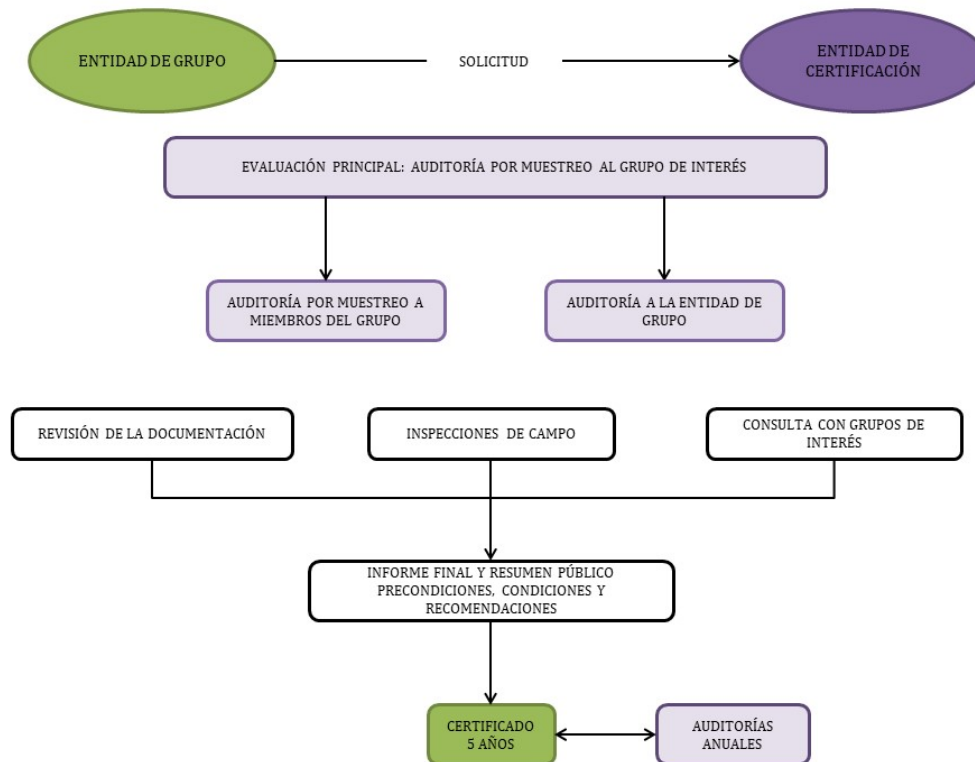 ENTIDAD DE GRUPO
SOLICITUD
ENTIDAD DE
CERTIFICACIÓN
EVALUACIÓN PRINCIPAL: AUDITORÍA POR MUESTREO AL GRUPO DE INTERÉS
AUDITORÍA POR MUESTREO A
MIEMBROS DEL GRUPO
AUDITORÍA A LA ENTIDAD DE
GRUPO
REVISIÓN DE LA DOCUMENTACIÓN
INSPECCIONES DE CAMPO
CONSULTA CON GRUPOS DE
INTERÉS
INFORME FINAL Y RESUMEN PÚBLICO
PRECONDICIONES, CONDICIONES Y
RECOMENDACIONES
CERTIFICADO
5 AÑOS
AUDITORÍAS
ANUALES